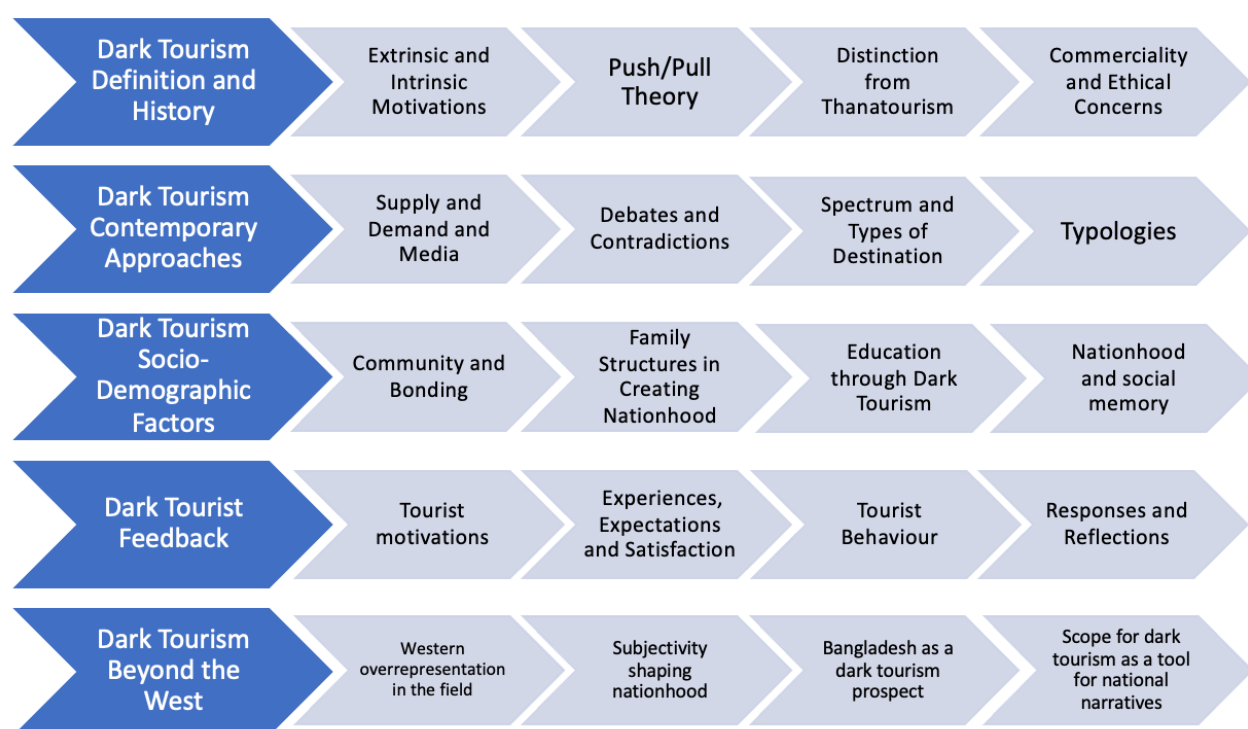 Dark Tourism
Definition and
History
Extrinsic and
Intrinsic
Motivations
Push/Pull
Theory
Distinction
from
Thanatourism
Commerciality
and Ethical
Concerns
Dark Tourism
Contemporary
Approaches
Supply and
Demand and
Media
Debates and
Contradictions
Spectrum and
Types of
Destination
Typologies
Dark Tourism
Socio-
Demographic
Factors
Community and
Bonding
Family
Structures in
Creating
Nationhood
Education
through Dark
Tourism
Nationhood
and social
memory
Dark Tourist
Feedback
Tourist
motivations
Experiences,
Expectations
and Satisfaction
Tourist
Behaviour
Responses and
Reflections
Dark Tourism
Beyond the
West
Western
overrepresentation
in the field
Subjectivity
shaping
nationhood
Bangladesh as a
dark tourism
prospect
Scope for dark
tourism as a tool
for national
narratives